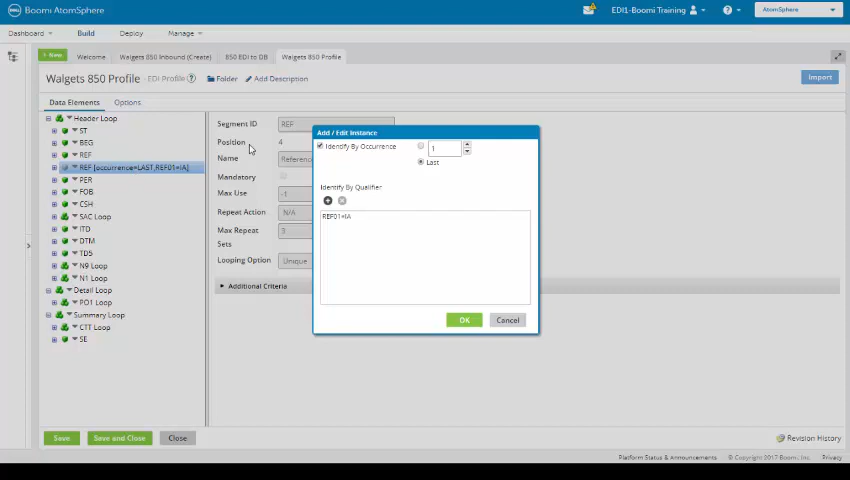 DELL Boomi AtomSphere
EDI1-Boomi Training
AtomSphere
Dashboard
Build
Deploy
Manage
+ New
Welcome
Walgets 850 Inbound (Create)
850 EDI to DB
Walgets 850 Profile
Walgets 850 Profile - EDI Profile
Folder
Add Description
Import
Data Elements
Options
Header Loop
ST
BEG
REF
REF [occurrence=LAST,REF01=IA]
PER
FOB
CSH
SAC Loop
ITD
DTM
TD5
N9 Loop
N1 Loop
Detail Loop
PO1 Loop
Summary Loop
CTT Loop
SE
Segment ID
REF
Position
4
Name
Referenc
Mandatory
Max Use
-1
Repeat Action
N/A
Max Repeat
3
Sets
Looping Option
Unique
Additional Criteria
Add / Edit Instance
Identify By Occurrence
1
Last
Identify By Qualifier
REF01=IA
OK
Cancel
Save
Save and Close
Close
Revision History
Platform Status & Announcements
© Copyright 2017 Boomi, Inc.
Privacy